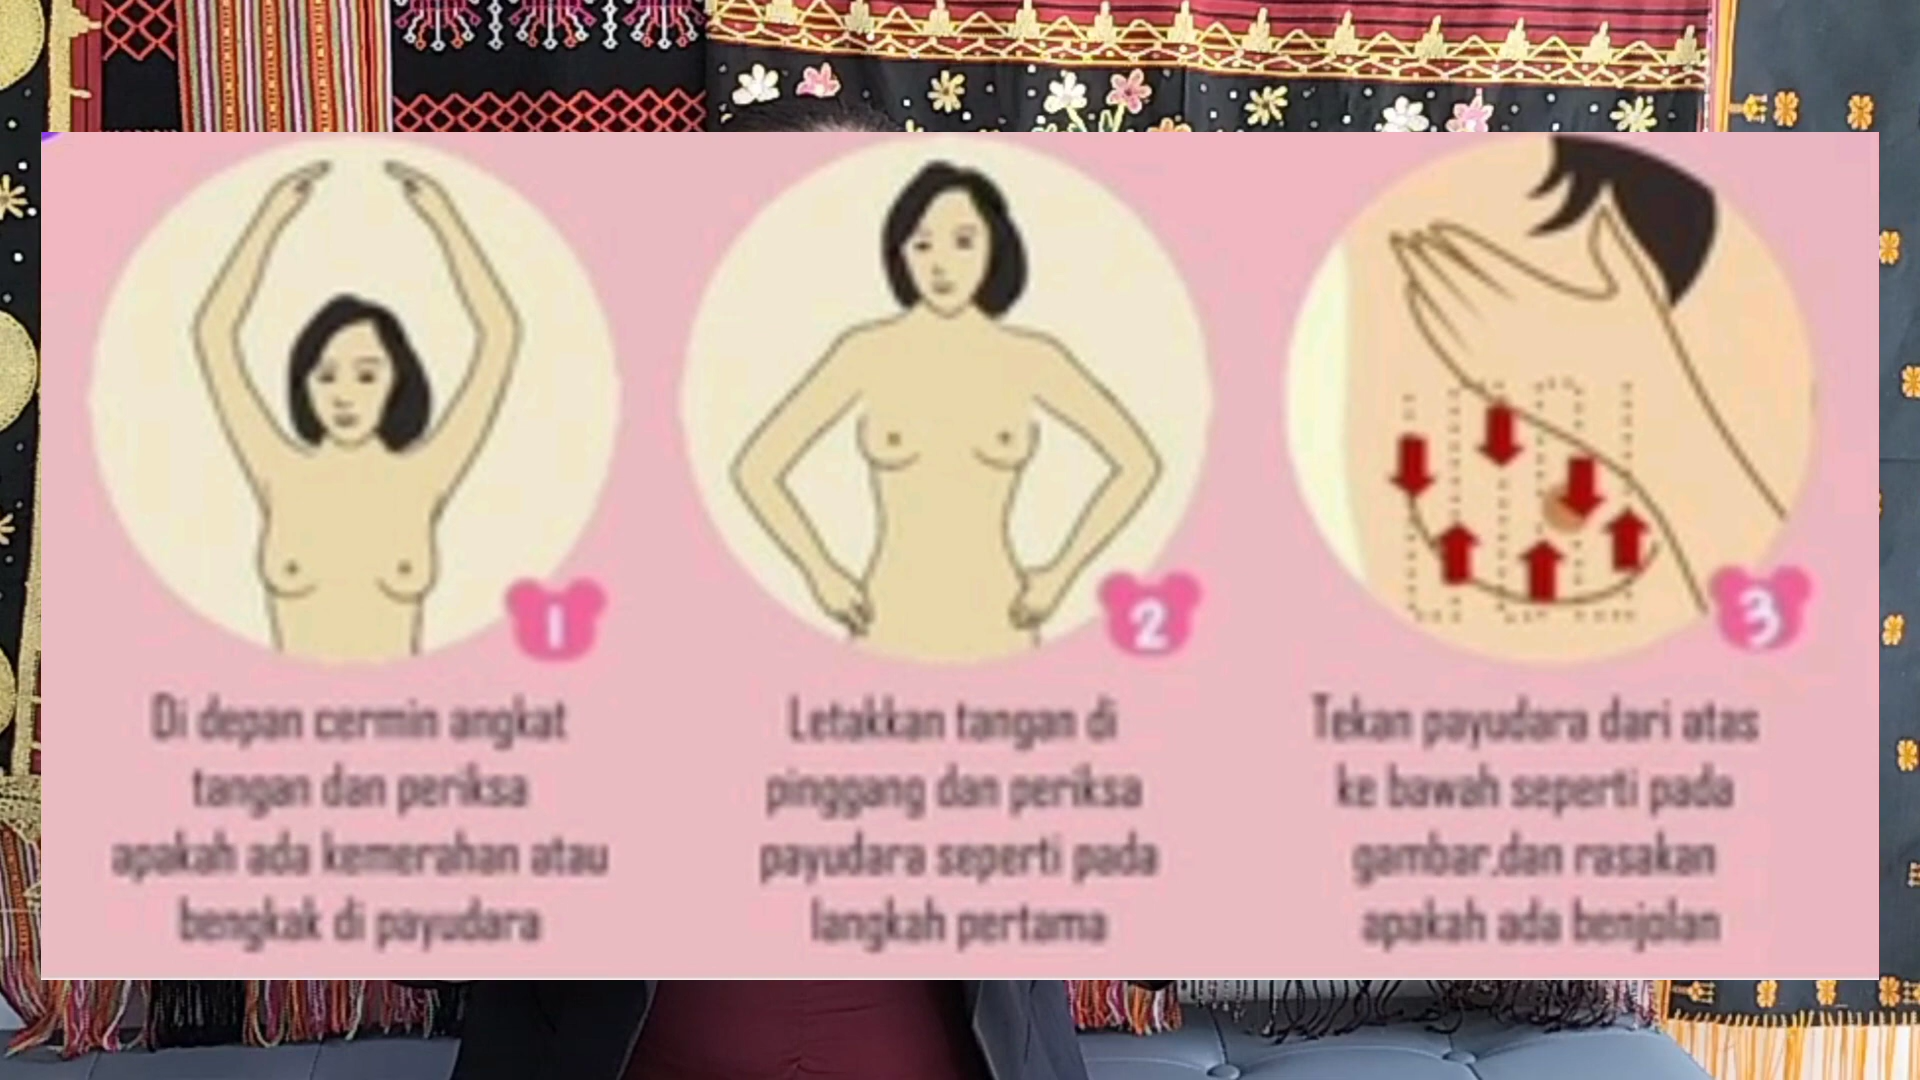 1
Di depan cermin angkat
tangan dan periksa
apakah ada kemerahan atau
bengkak di payudara
2
Letakkan tangan di
pinggang dan periksa
payudara seperti pada
langkah pertama
3
Tekan payudara dari atas
ke bawah seperti pada
gambar,dan rasakan
apakah ada benjolan